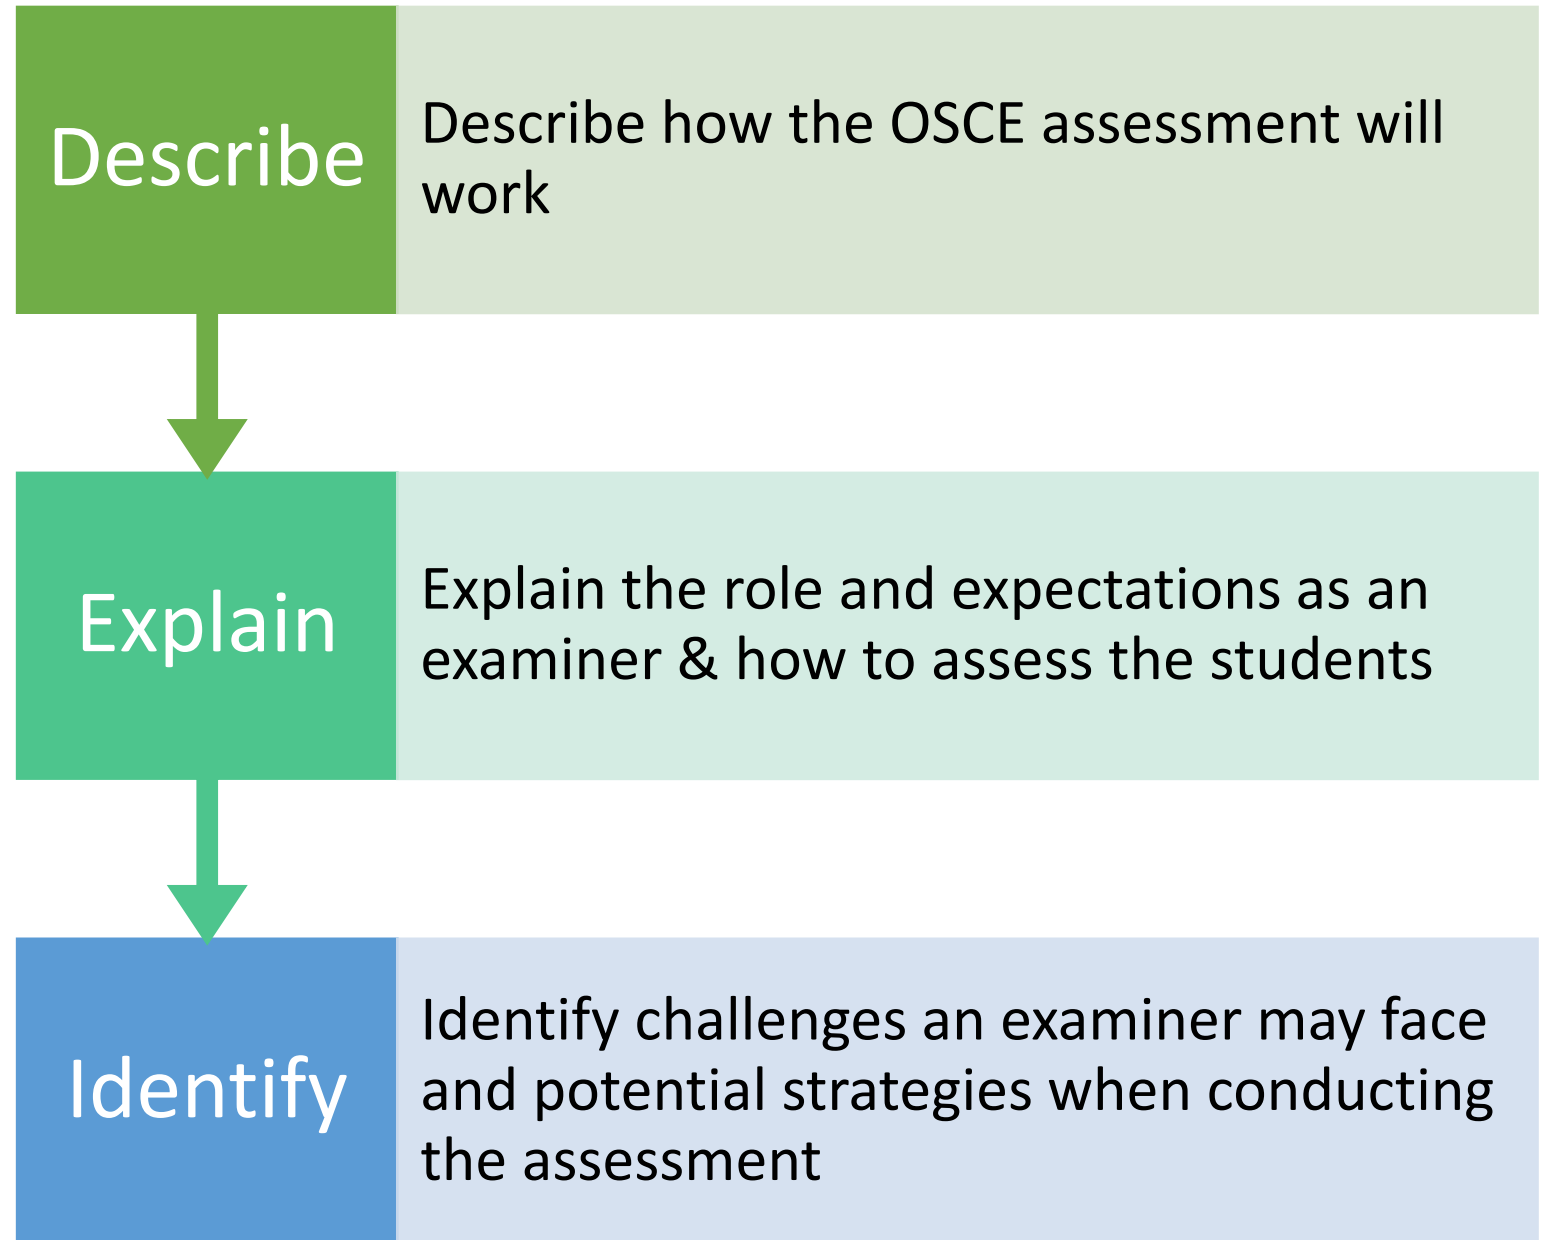 Describe
Describe how the OSCE assessment will
work
Explain
Explain the role and expectations as an
examiner & how to assess the students
Identify
Identify challenges an examiner may face
and potential strategies when conducting
the assessment